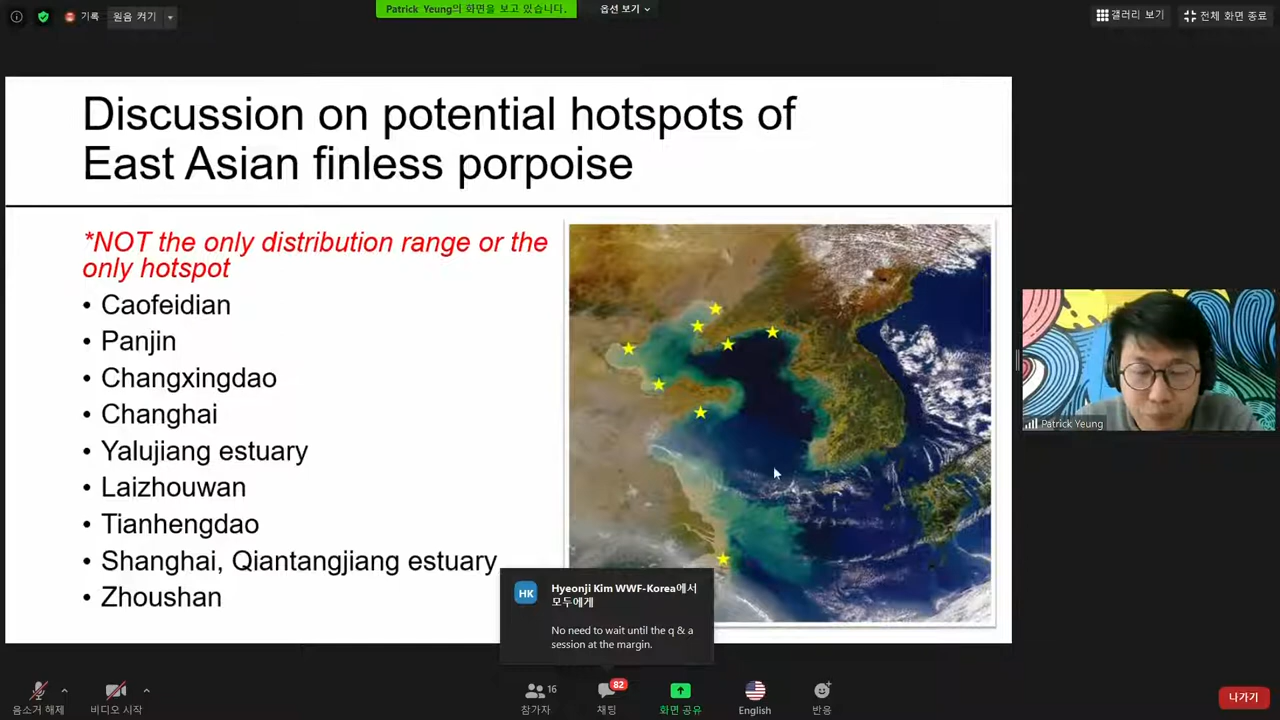 기록
원음 켜기
Patrick Yeung의 화면을 보고 있습니다.
옵션 보기
갤러리 보기
전체 화면 종료
Discussion on potential hotspots of
East Asian finless porpoise
*NOT the only distribution range or the
only hotspot
• Caofeidian
• Panjin
• Changxingdao
• Changhai
• Yalujiang estuary
• Laizhouwan
• Tianhengdao
• Shanghai, Qiantangjiang estuary
• Zhoushan
Patrick Yeung
HK
Hyeonji Kim WWF-Korea에서
모두에게
No need to wait until the q & a
session at the margin.
음소거 해제
비디오 시작
16
참가자
82
채팅
화면 공유
English
반응
나가기